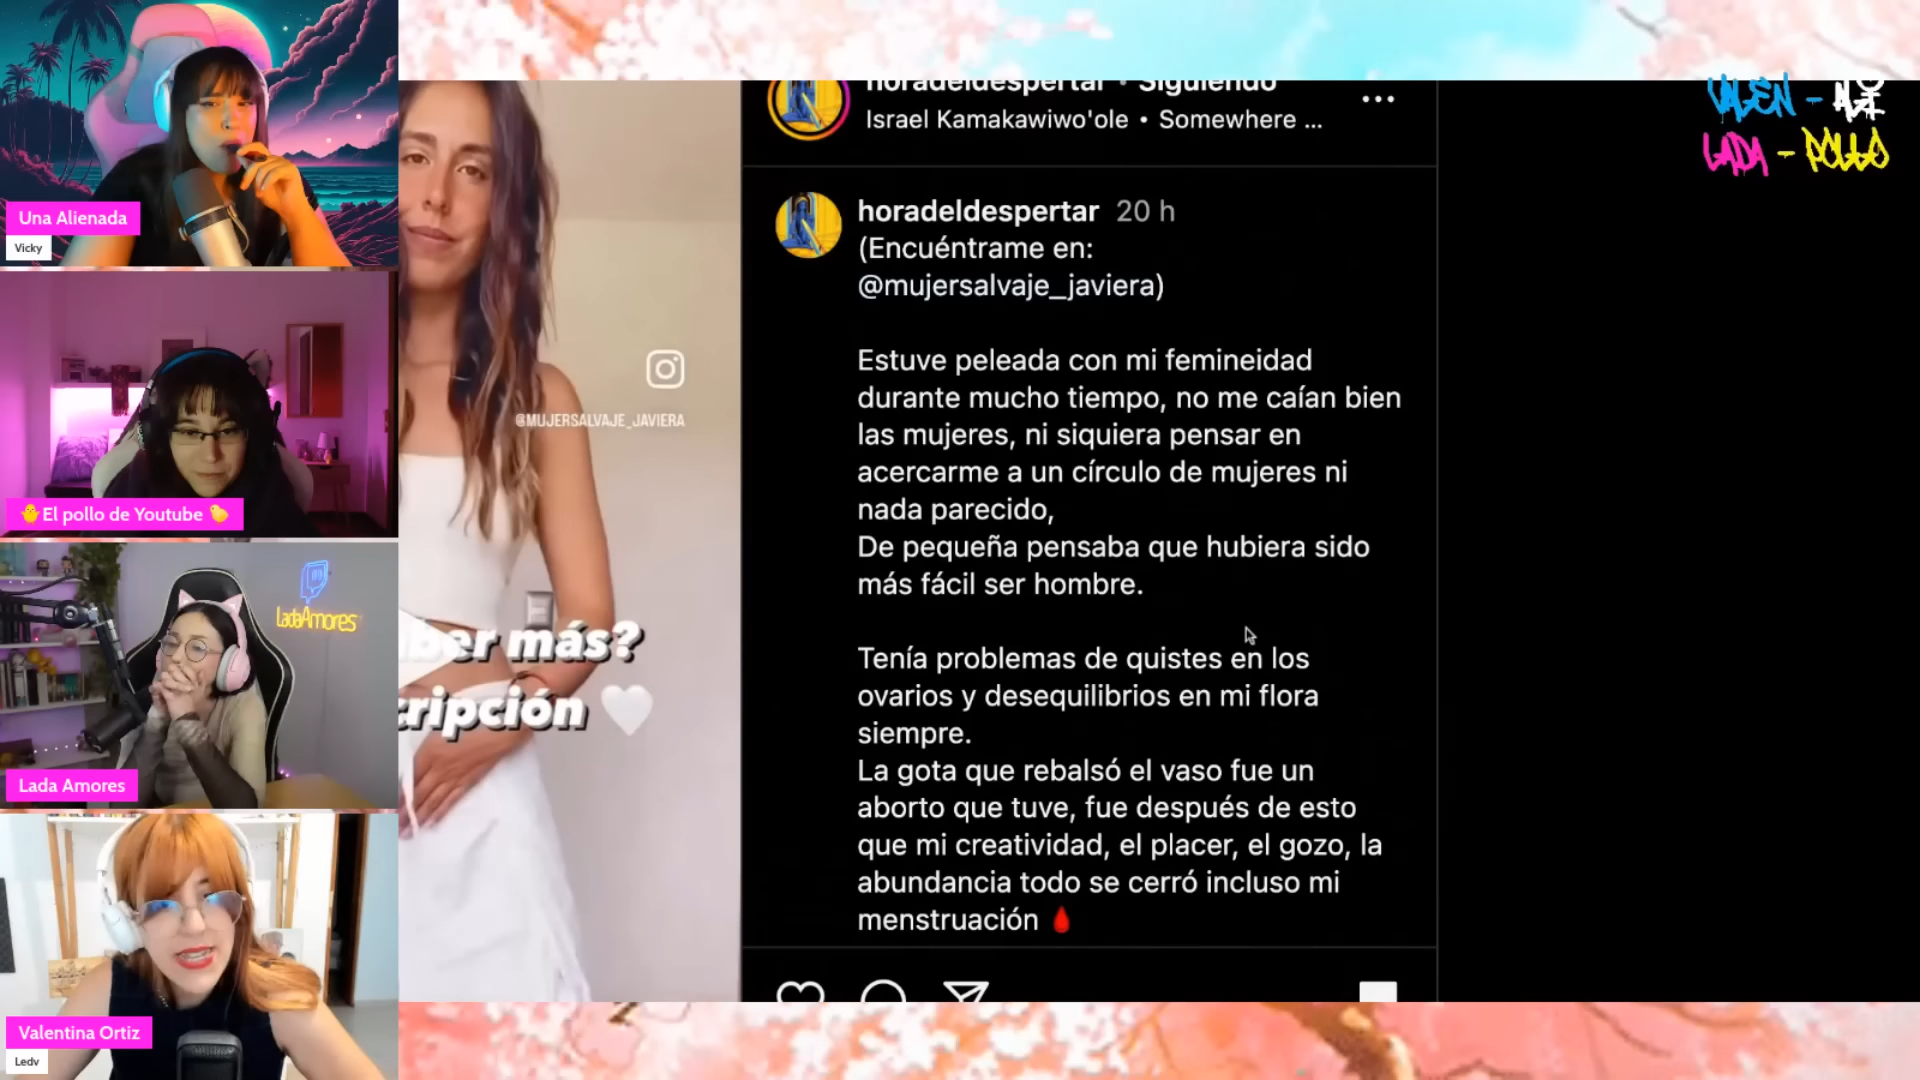 Una Alienada
Vicky
🐥El pollo de Youtube 🐤
LadaAmores
Lada Amores
Valentina Ortiz
Ledv
@MUJERSALVAJE_JAVIERA
ber más?
cripción 🤍
horadeldespertar • Siguiendo
Israel Kamakawiwo'ole • Somewhere ...
horadeldespertar 20 h
(Encuéntrame en:
@mujersalvaje_javiera)
Estuve peleada con mi femineidad
durante mucho tiempo, no me caían bien
las mujeres, ni siquiera pensar en
acercarme a un círculo de mujeres ni
nada parecido,
De pequeña pensaba que hubiera sido
más fácil ser hombre.
Tenía problemas de quistes en los
ovarios y desequilibrios en mi flora
siempre.
La gota que rebalsó el vaso fue un
aborto que tuve, fue después de esto
que mi creatividad, el placer, el gozo, la
abundancia todo se cerró incluso mi
menstruación 🩸
VALEN -
LADA - POLLO